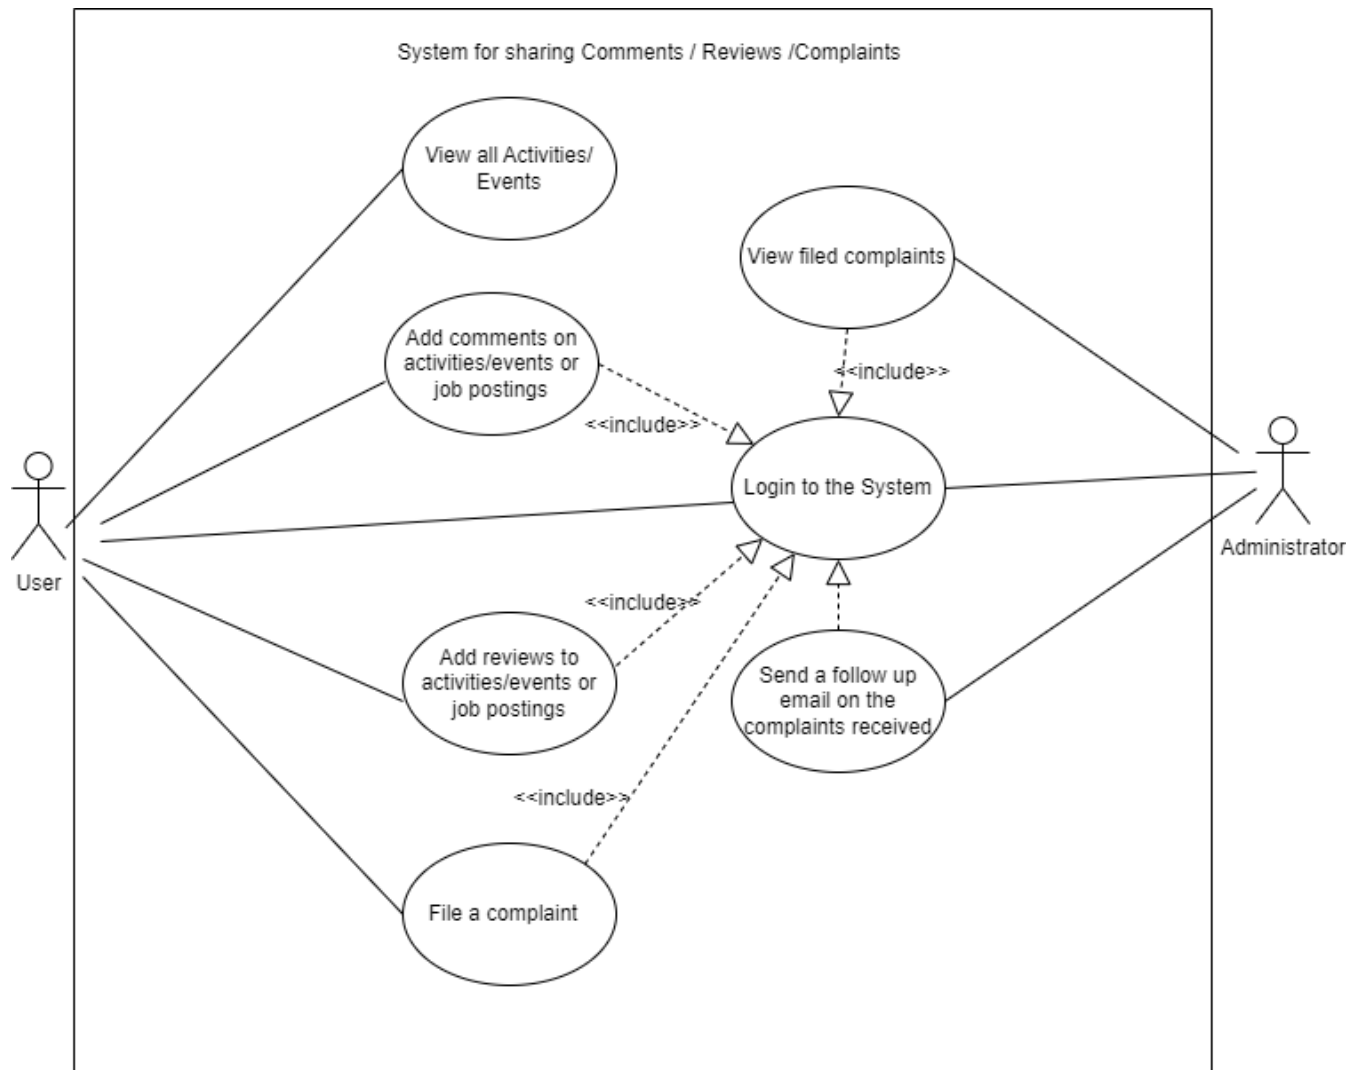 System for sharing Comments / Reviews /Complaints
View all Activities/
Events
View filed complaints
Add comments on
activities/events or
job postings
<<include>>
<<include>>
Login to the System
User
Administrator
<<include>>
Add reviews to
activities/events or
job postings
Send a follow up
email on the
complaints received
<<include>>
File a complaint